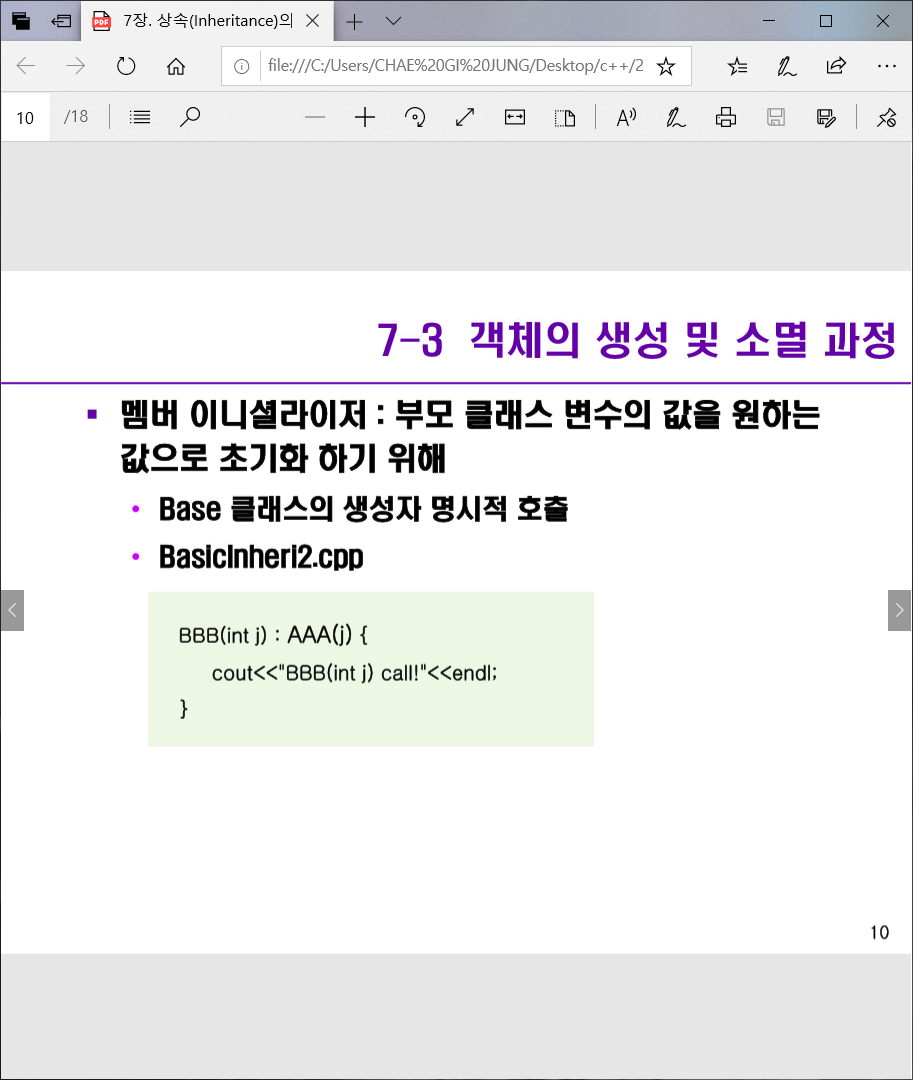 7장. 상속(Inheritance)의
file:///C:/Users/CHAE%20GI%20JUNG/Desktop/c++/2
10 /18
7-3 객체의 생성 및 소멸 과정
멤버 이니셜라이저 : 부모 클래스 변수의 값을 원하는
값으로 초기화 하기 위해
Base 클래스의 생성자 명시적 호출
BasicInheri2.cpp
BBB(int j) : AAA(j) {
cout<<"BBB(int j) call!"<<endl;
}
10